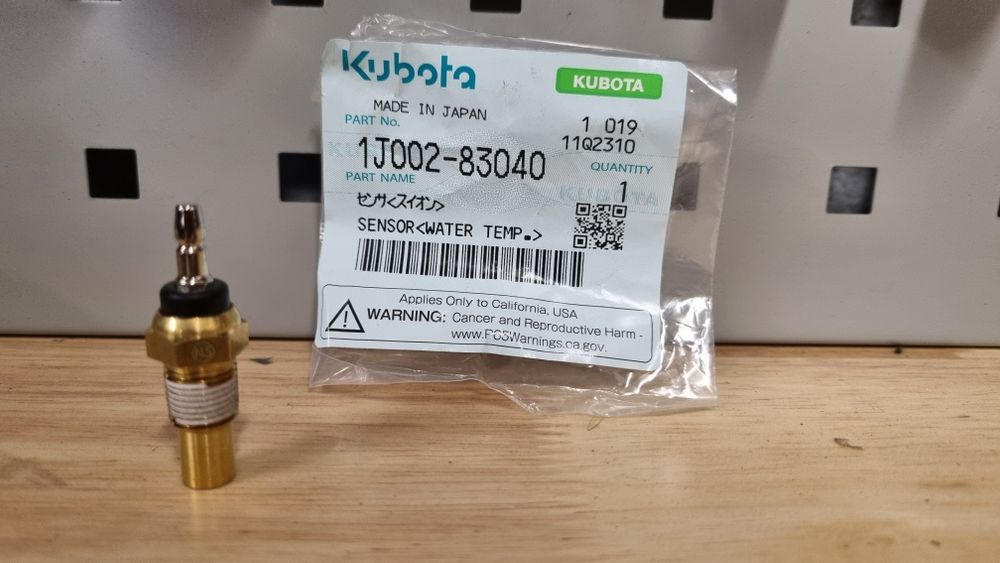 Kubota
KUBOTA
MADE IN JAPAN
PART No.
1 019
11Q2310
1J002-83040
QUANTITY
1
PART NAME
センサ<スイオン>
SENSOR<WATER TEMP.>
Applies Only to California, USA
WARNING: Cancer and Reproductive Harm -
www.P65Warnings.ca.gov.